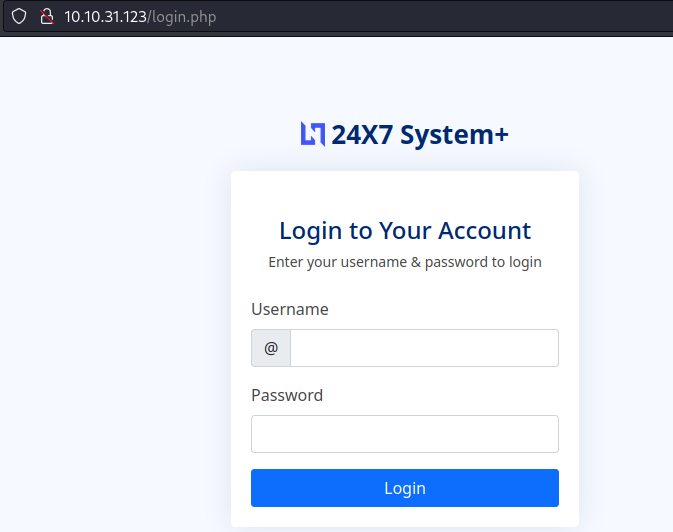 10.10.31.123/login.php
24X7 System+
Login to Your Account
Enter your username & password to login
Username
@
Password
Login